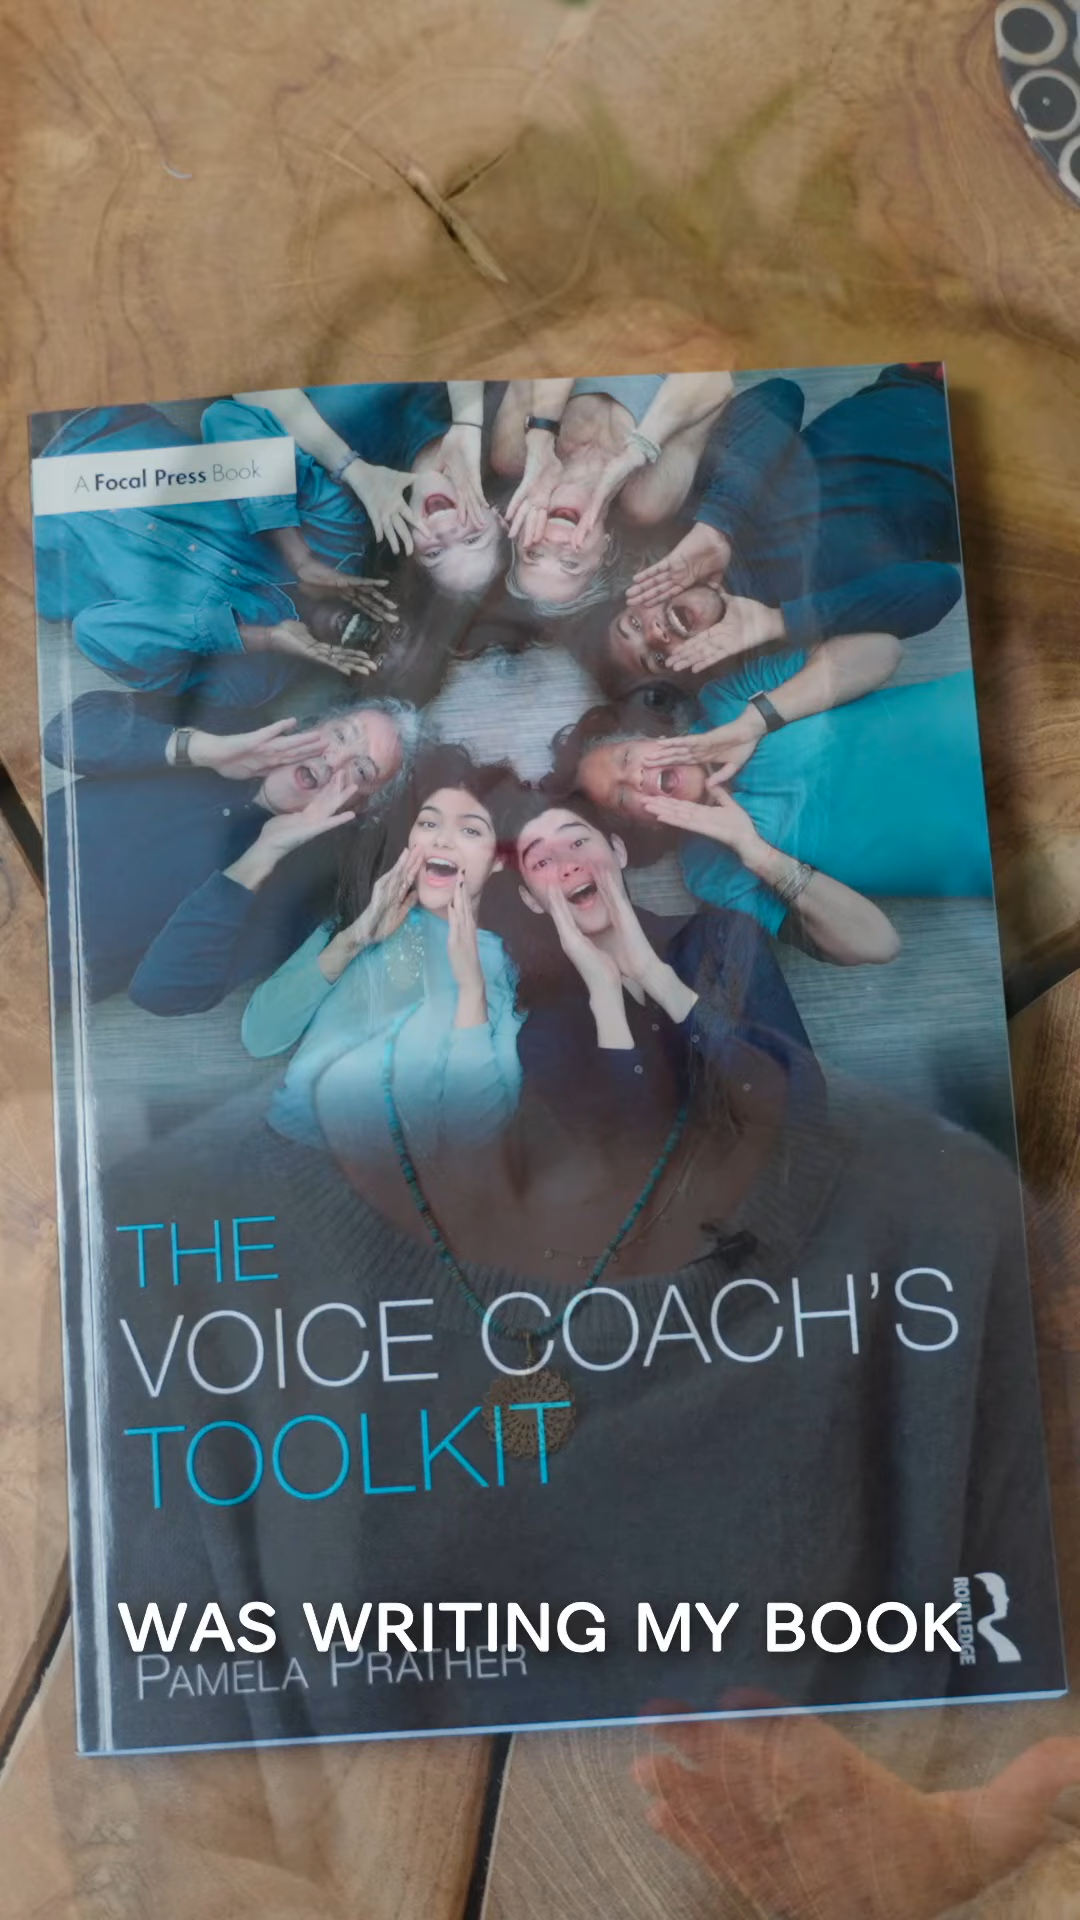 A Focal Press Book
THE
VOICE COACH'S
TOOLKIT
WAS WRITING MY BOOK
PAMELA PRATHER
ROUTLEDGE